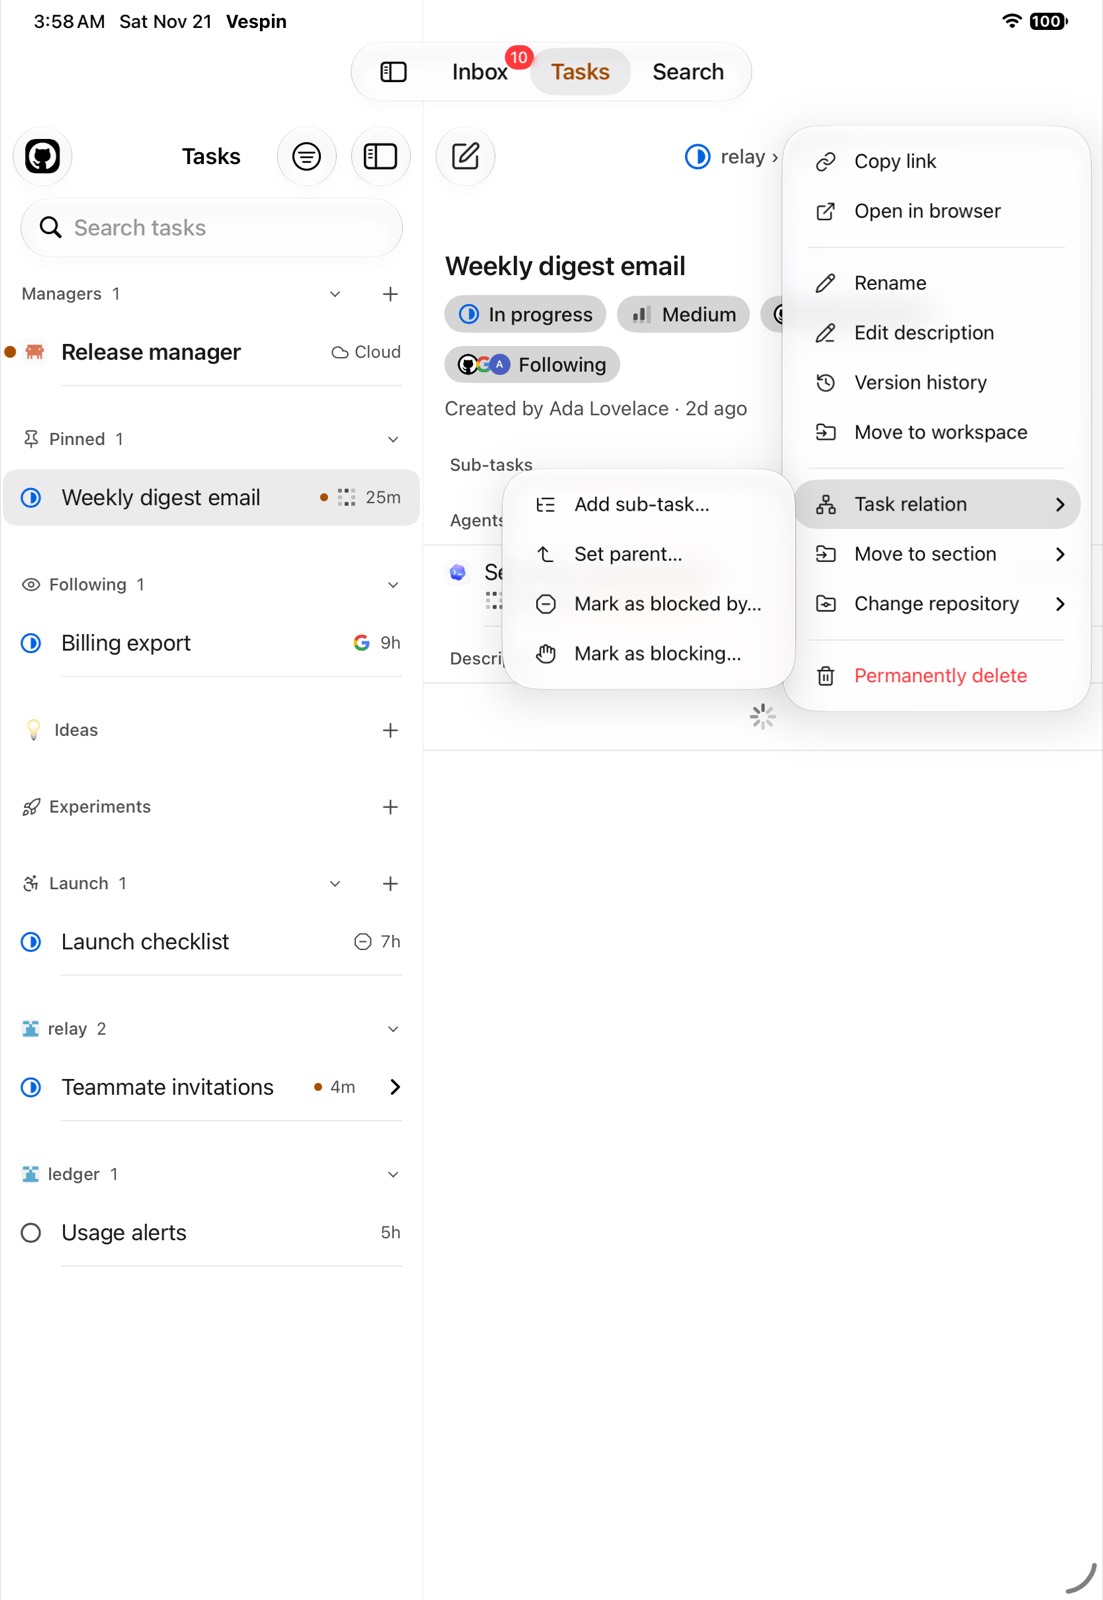 3:58 AM Sat Nov 21 Vespin
100
Inbox 10 Tasks Search
Tasks
Search tasks
Managers 1
Release manager Cloud
Pinned 1
Weekly digest email 25m
Following 1
Billing export 9h
Ideas
Experiments
Launch 1
Launch checklist 7h
relay 2
Teammate invitations 4m
ledger 1
Usage alerts 5h
relay ›
Weekly digest email
In progress Medium
A Following
Created by Ada Lovelace · 2d ago
Sub-tasks
Agents
Se
Descri
Copy link
Open in browser
Rename
Edit description
Version history
Move to workspace
Task relation
Move to section
Change repository
Permanently delete
Add sub-task...
Set parent...
Mark as blocked by...
Mark as blocking...